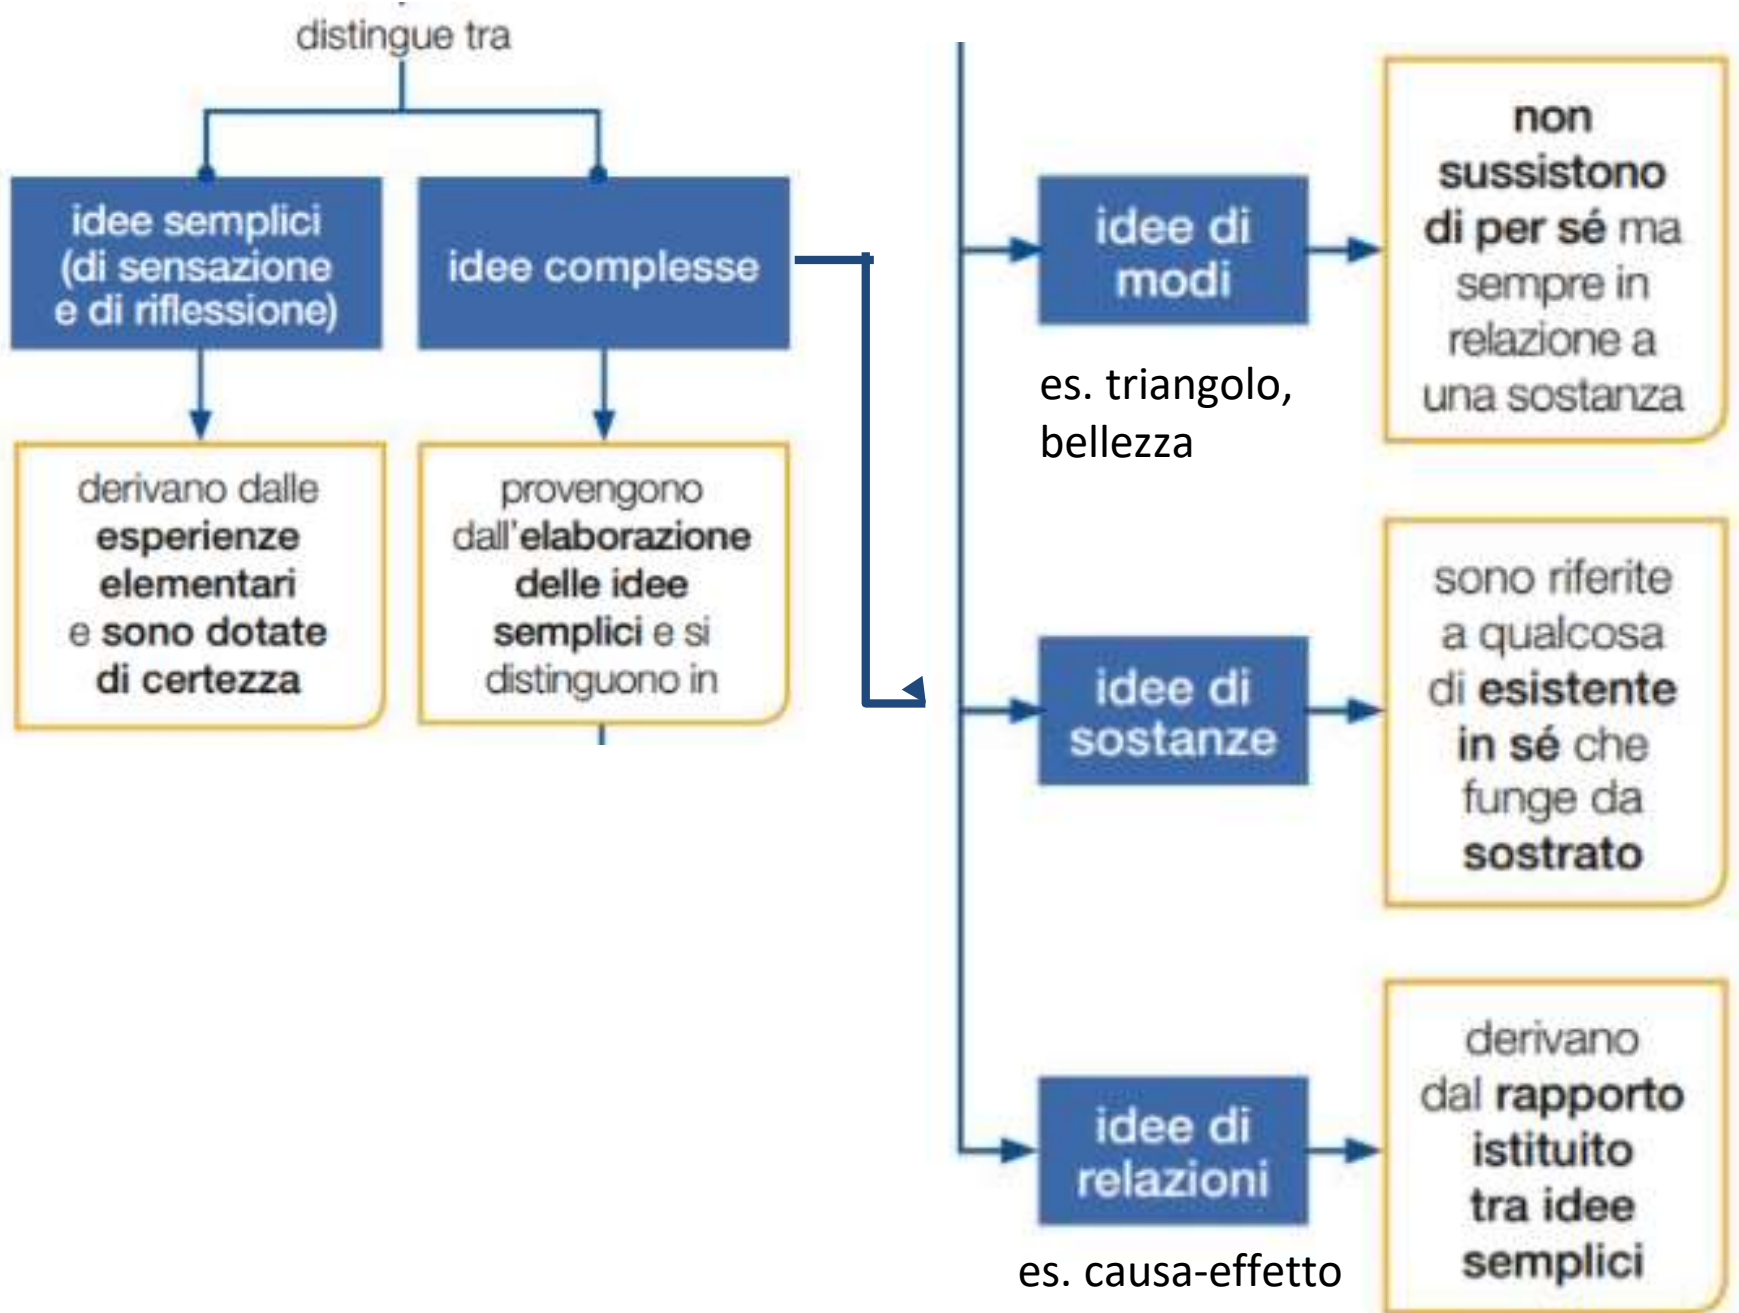 distingue tra
idee semplici
(di sensazione
e di riflessione)
idee complesse
derivano dalle
esperienze
elementari
e sono dotate
di certezza
provengono
dall'elaborazione
delle idee
semplici e si
distinguono in
idee di
modi
es. triangolo,
bellezza
non
sussistono
di per sé ma
sempre in
relazione a
una sostanza
idee di
sostanze
sono riferite
a qualcosa
di esistente
in sé che
funge da
sostrato
idee di
relazioni
es. causa-effetto
derivano
dal rapporto
istituito
tra idee
semplici